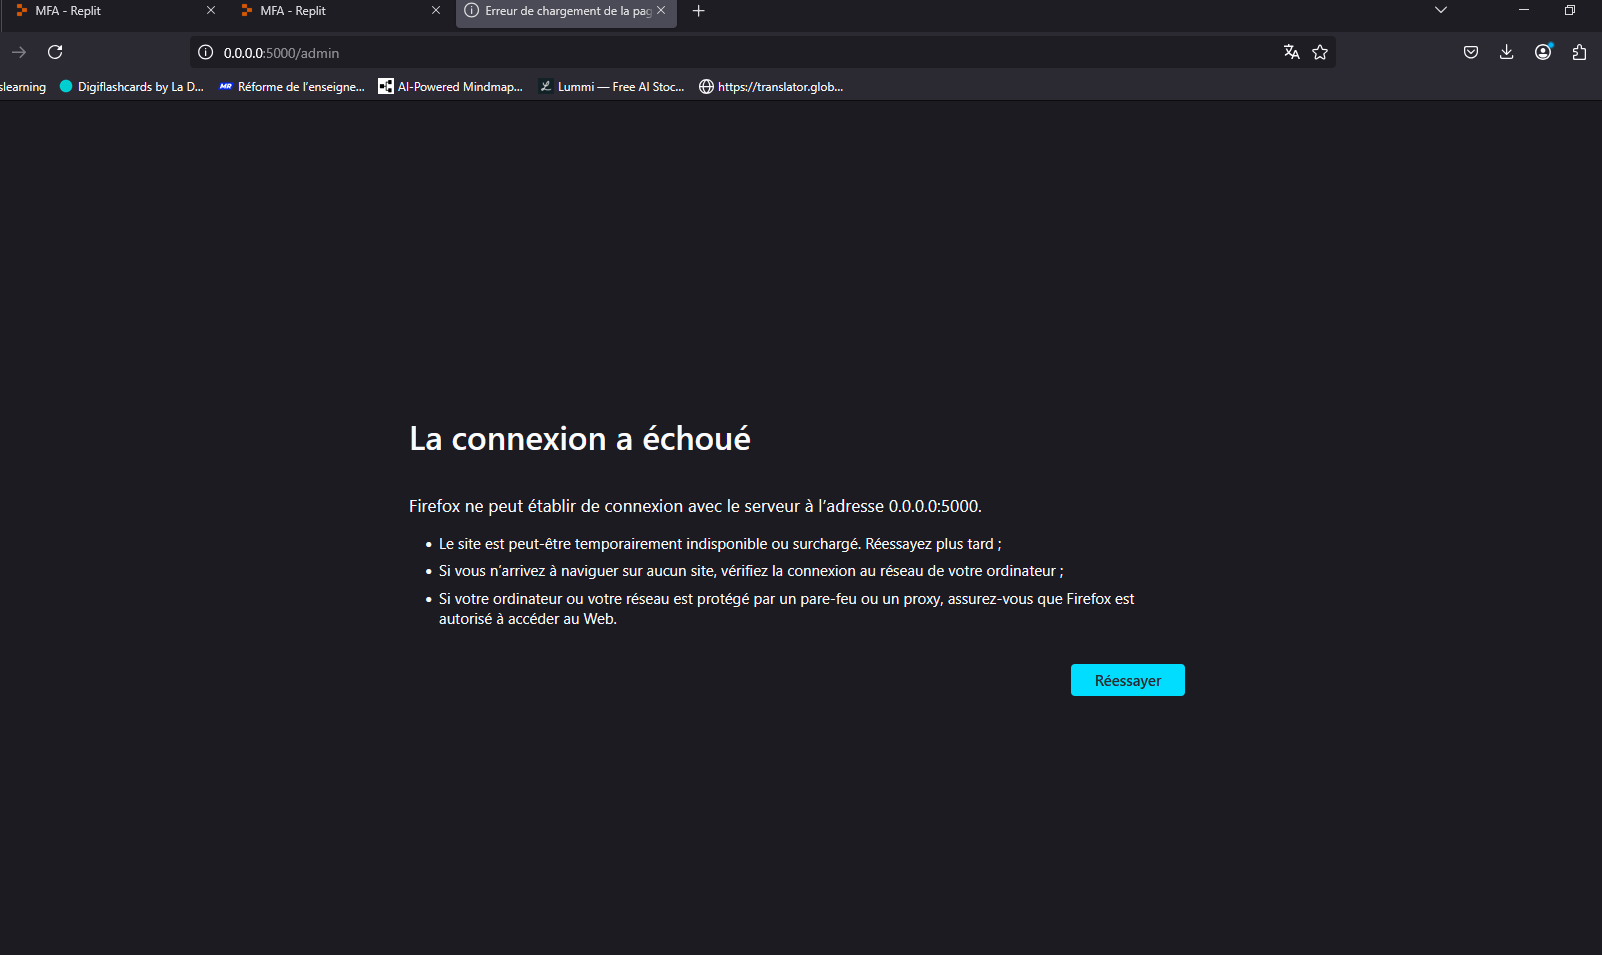 MFA - Replit
MFA - Replit
Erreur de chargement de la pag
0.0.0.0:5000/admin
slearning
Digiflashcards by La D...
MR
Réforme de l'enseigne...
AI-Powered Mindmap...
Lummi — Free AI Stoc...
https://translator.glob...
La connexion a échoué
Firefox ne peut établir de connexion avec le serveur à l'adresse 0.0.0.0:5000.
• Le site est peut-être temporairement indisponible ou surchargé. Réessayez plus tard ;
• Si vous n'arrivez à naviguer sur aucun site, vérifiez la connexion au réseau de votre ordinateur ;
• Si votre ordinateur ou votre réseau est protégé par un pare-feu ou un proxy, assurez-vous que Firefox est
autorisé à accéder au Web.
Réessayer